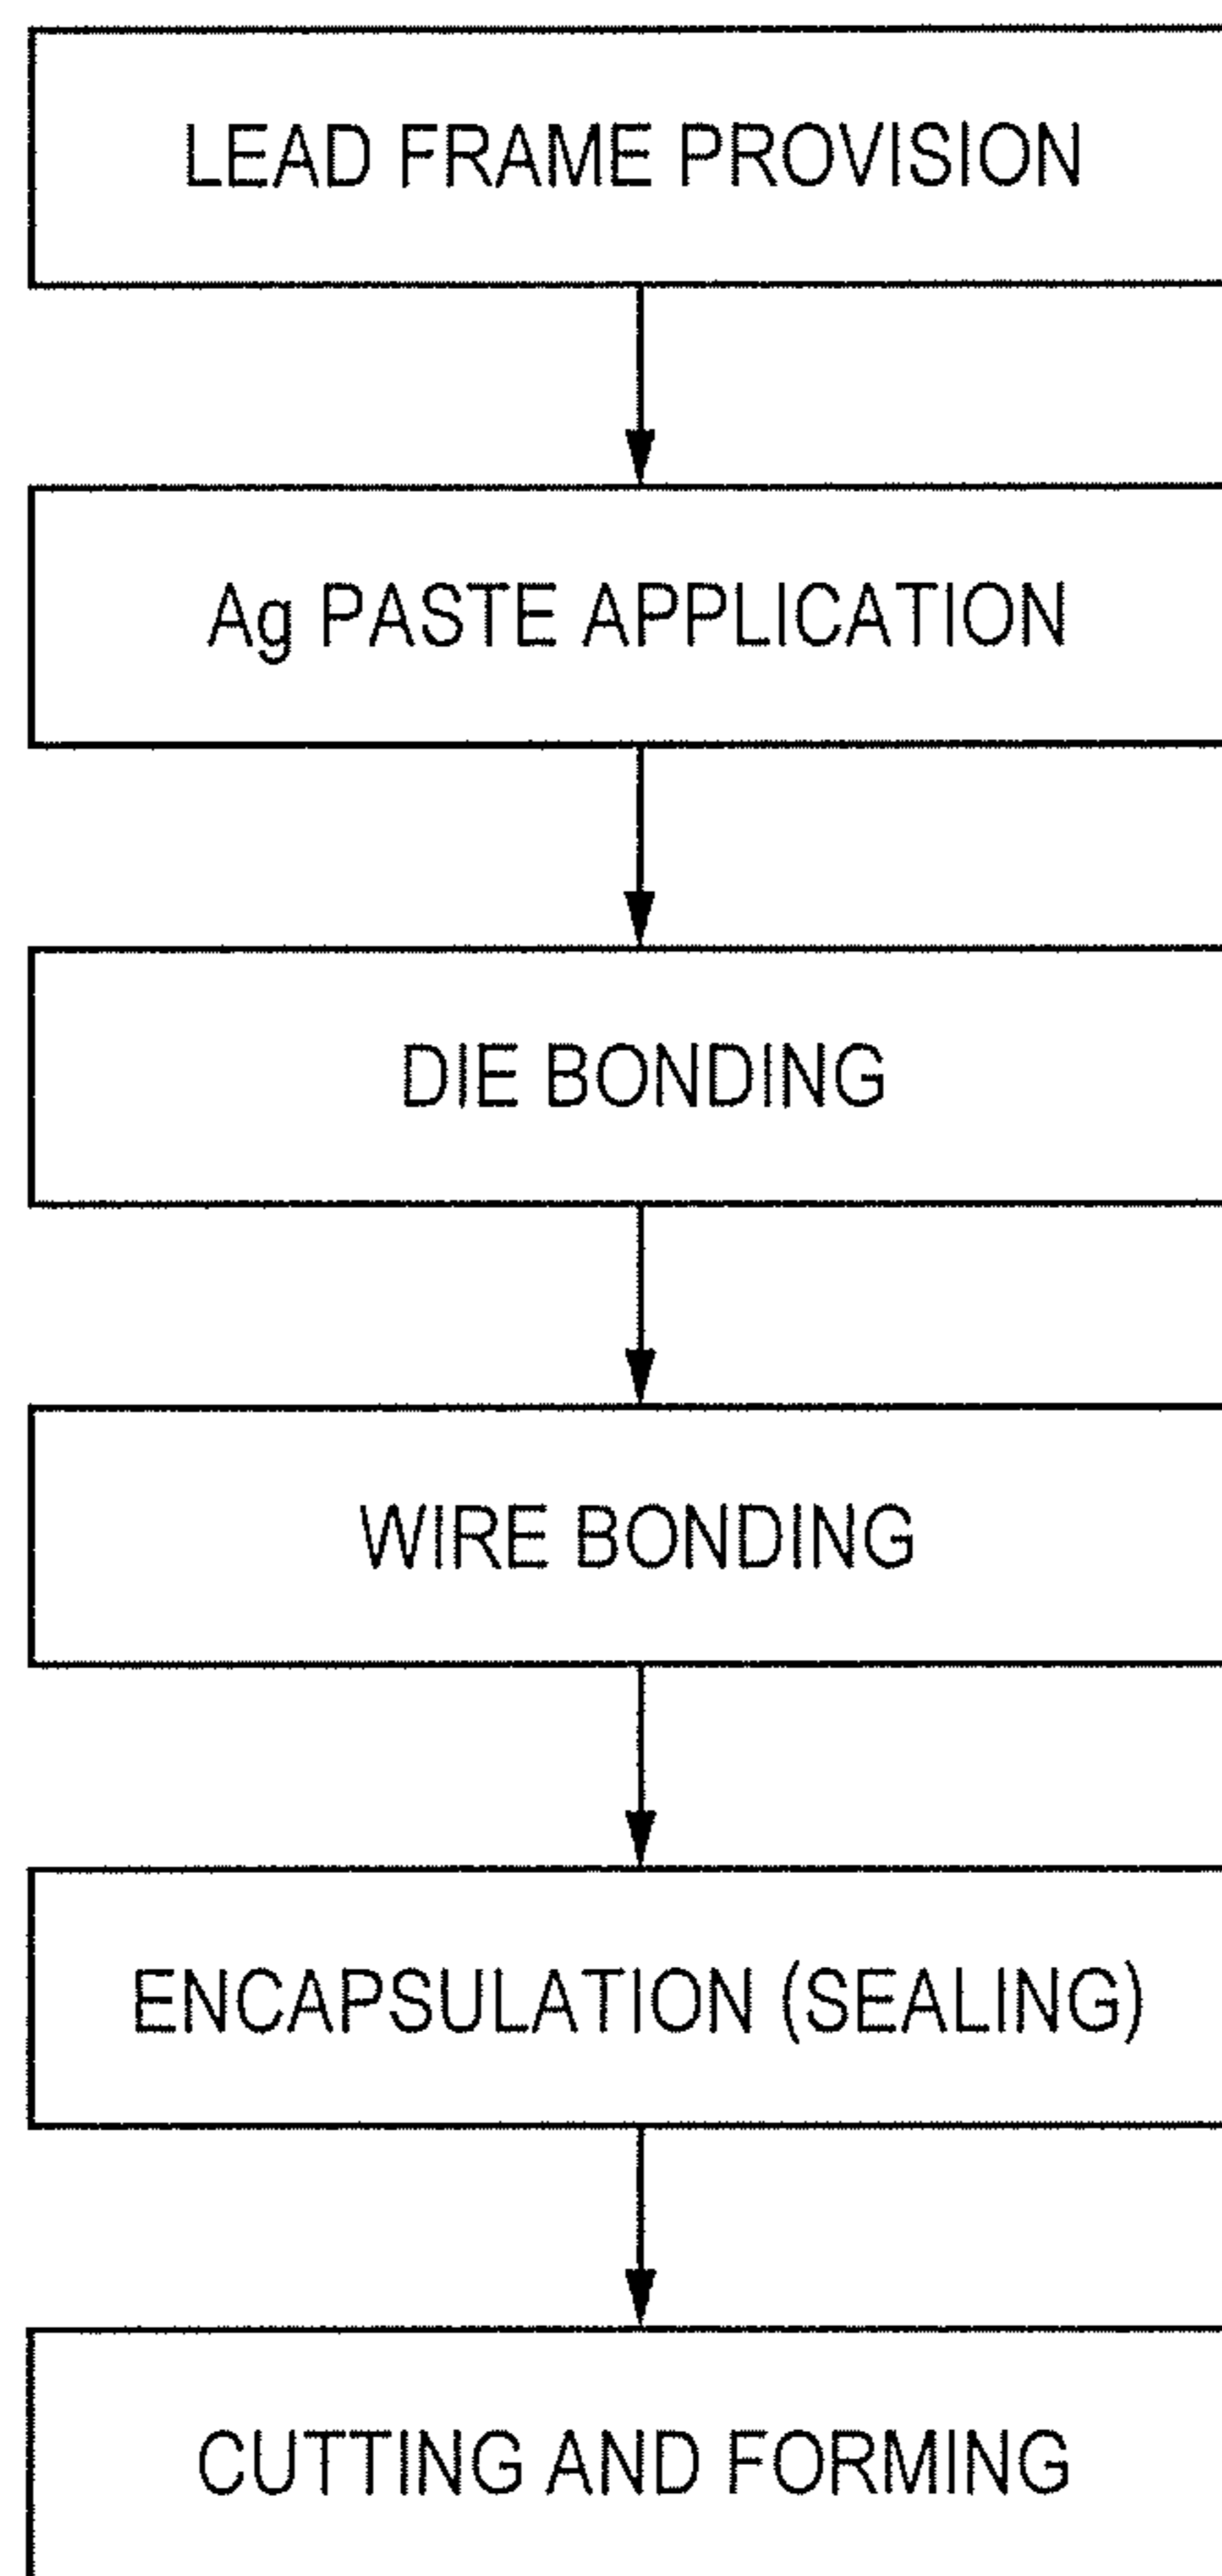 LEAD FRAME PROVISION
Ag PASTE APPLICATION
DIE BONDING
WIRE BONDING
ENCAPSULATION (SEALING)
CUTTING AND FORMING